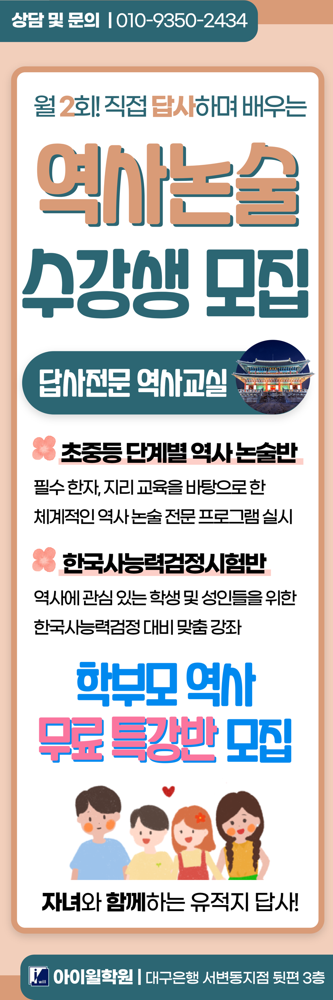 상담 및 문의 | 010-9350-2434
월 2회! 직접 답사하며 배우는
역사논술
수강생 모집
답사전문 역사교실
초중등 단계별 역사 논술반
필수 한자, 지리 교육을 바탕으로 한
체계적인 역사 논술 전문 프로그램 실시
한국사능력검정시험반
역사에 관심 있는 학생 및 성인들을 위한
한국사능력검정 대비 맞춤 강좌
학부모 역사
무료 특강반 모집
자녀와 함께하는 유적지 답사!
i will 아이윌학원 | 대구은행 서변동지점 뒷편 3층